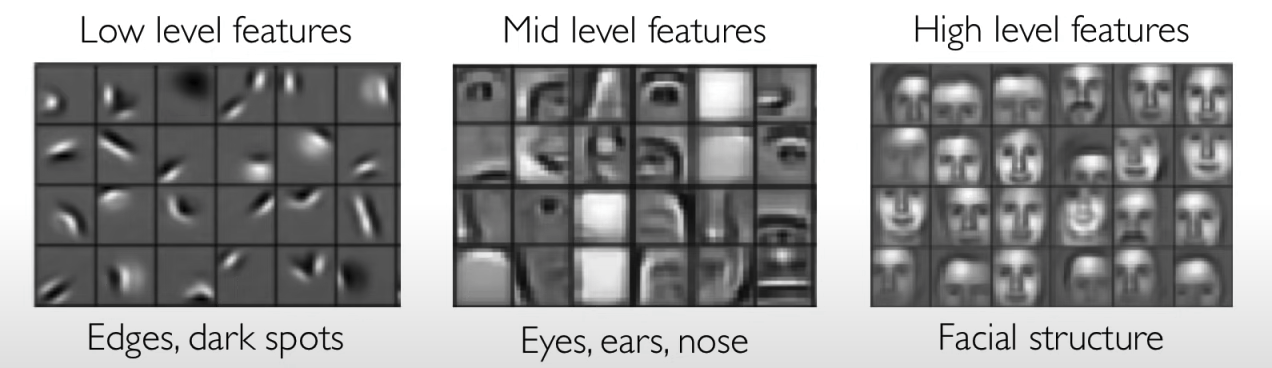 Low level features
Mid level features
High level features
Edges, dark spots
Eyes, ears, nose
Facial structure